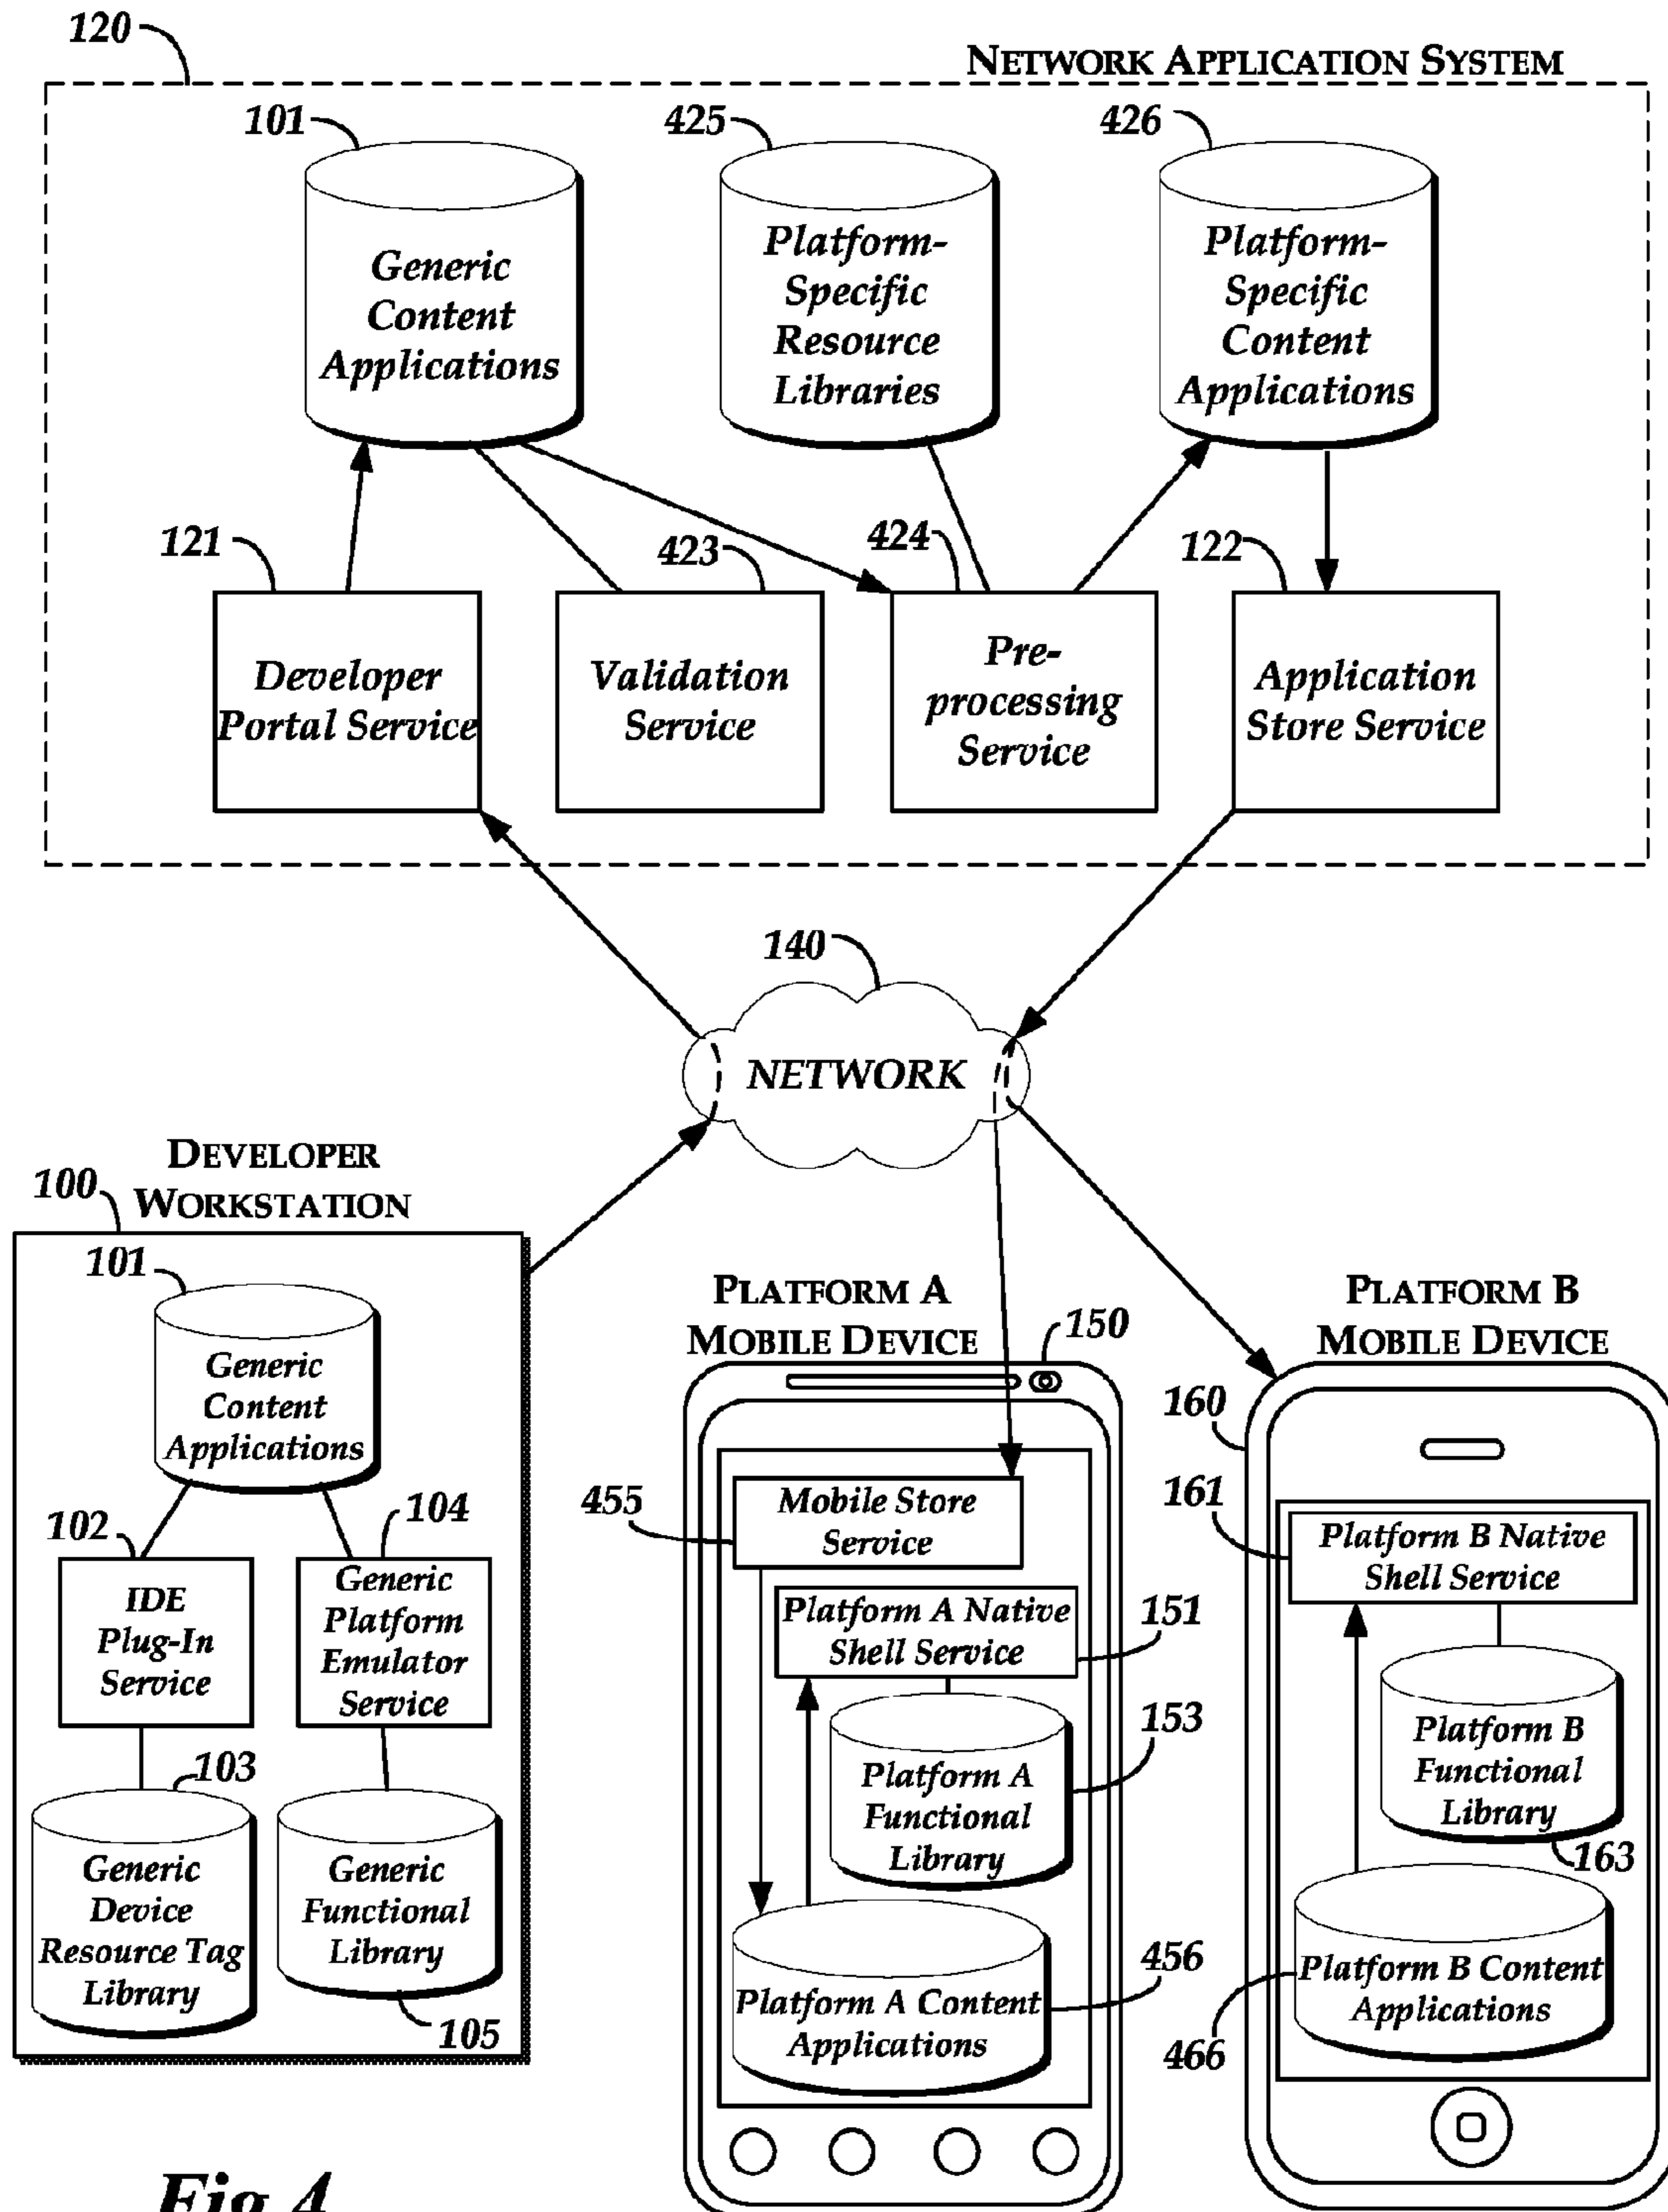 120
NETWORK APPLICATION SYSTEM
101
425
426
Generic
Content
Applications
Platform-
Specific
Resource
Libraries
Platform-
Specific
Content
Applications
121
423
424
122
Developer
Portal Service
Validation
Service
Pre-
processing
Service
Application
Store Service
140
NETWORK
DEVELOPER
WORKSTATION
100
101
Generic
Content
Applications
102
104
IDE
Plug-In
Service
Generic
Platform
Emulator
Service
103
Generic
Device
Resource Tag
Library
Generic
Functional
Library
105
PLATFORM A
MOBILE DEVICE
150
455
Mobile Store
Service
Platform A Native
Shell Service
151
153
Platform A
Functional
Library
456
Platform A Content
Applications
PLATFORM B
MOBILE DEVICE
160
161
Platform B Native
Shell Service
Platform B
Functional
Library
163
Platform B Content
Applications
466
Fig.4